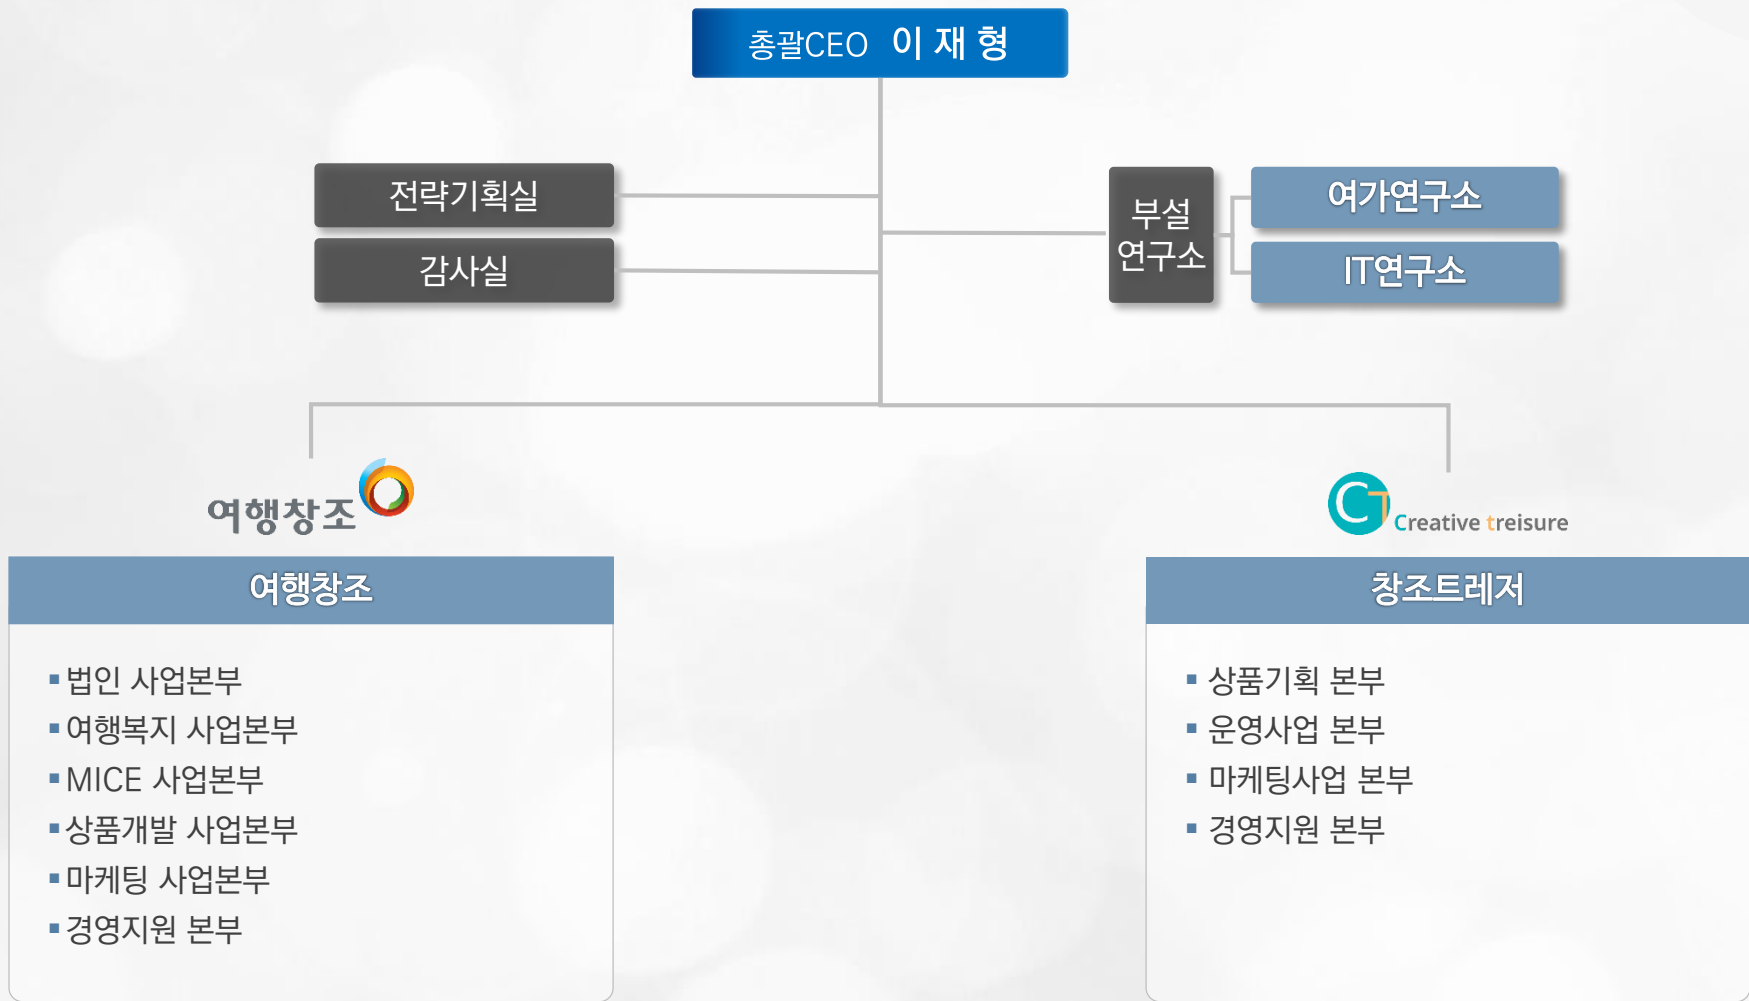 총괄CEO 이 재 형
전략기획실
감사실
부설
연구소
여가연구소
IT연구소
여행창조
CT Creative treisure
여행창조
▪법인 사업본부
▪여행복지 사업본부
▪MICE 사업본부
▪상품개발 사업본부
▪마케팅 사업본부
▪경영지원 본부
창조트레저
▪ 상품기획 본부
▪ 운영사업 본부
▪ 마케팅사업 본부
▪ 경영지원 본부